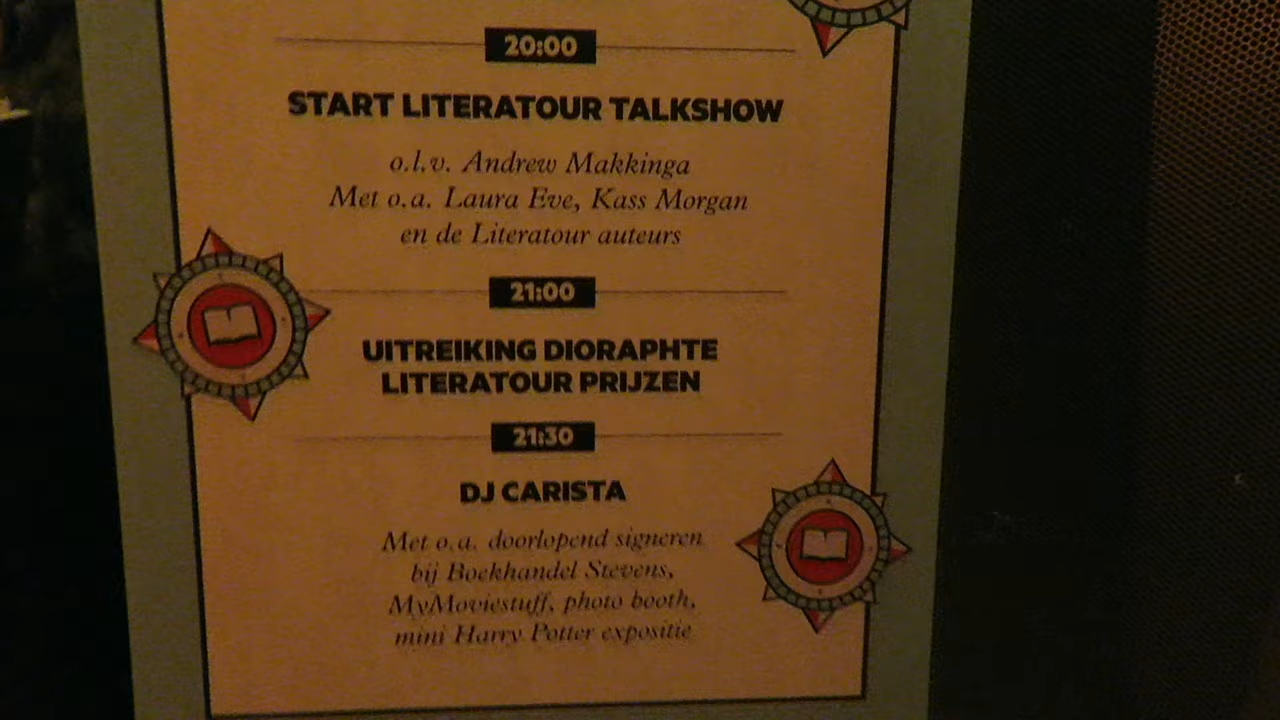 20:00
START LITERATOUR TALKSHOW
o.l.v. Andrew Makkinga
Met o.a. Laura Eve, Kass Morgan
en de Literatour auteurs
21:00
UITREIKING DIORAPHTE
LITERATOUR PRIJZEN
21:30
DJ CARISTA
Met o.a. doorlopend signeren
bij Boekhandel Stevens,
MyMoviestuff, photo booth,
mini Harry Potter expositie